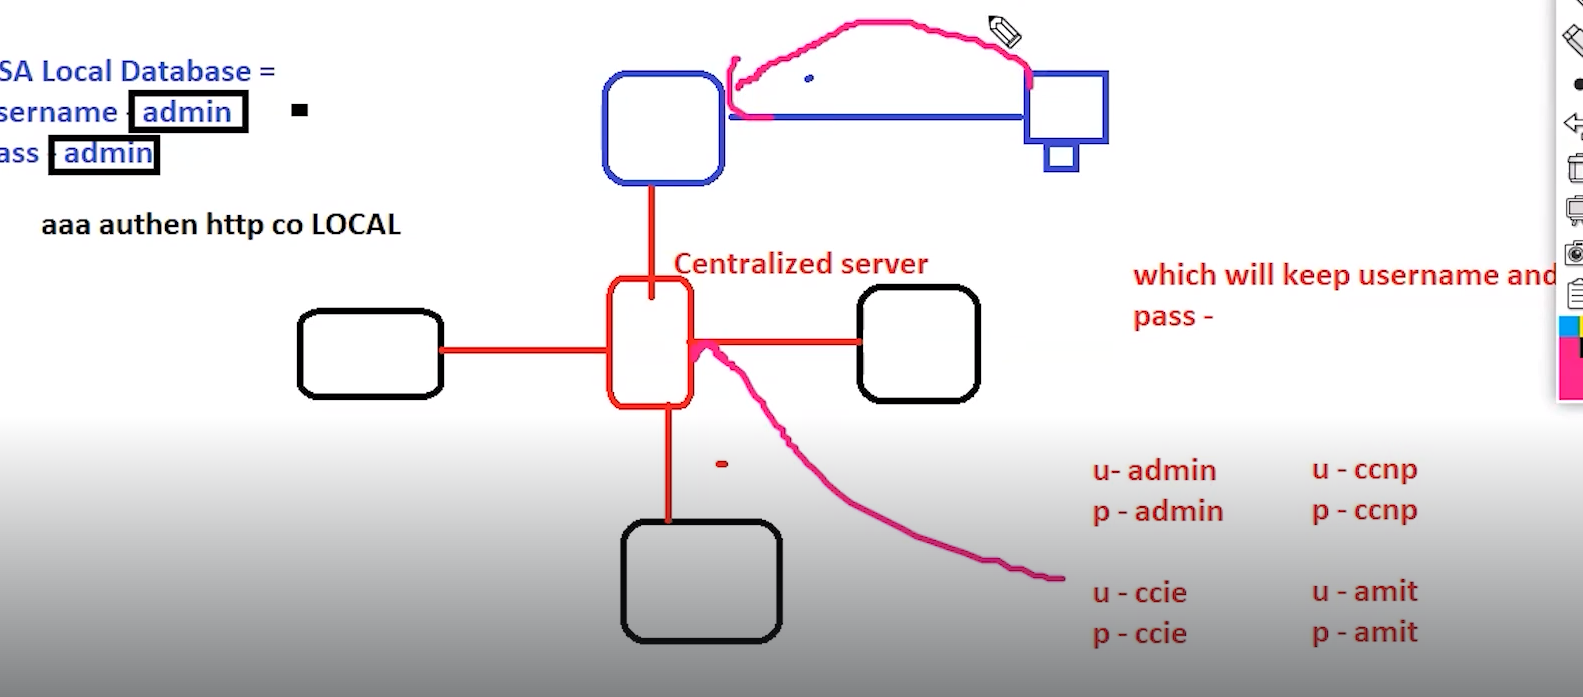 SA Local Database =
sername - admin
ass - admin
aaa authen http co LOCAL
Centralized server
which will keep username and
pass -
u- admin
p - admin
u - ccnp
p - ccnp
u - ccie
p - ccie
u - amit
p - amit